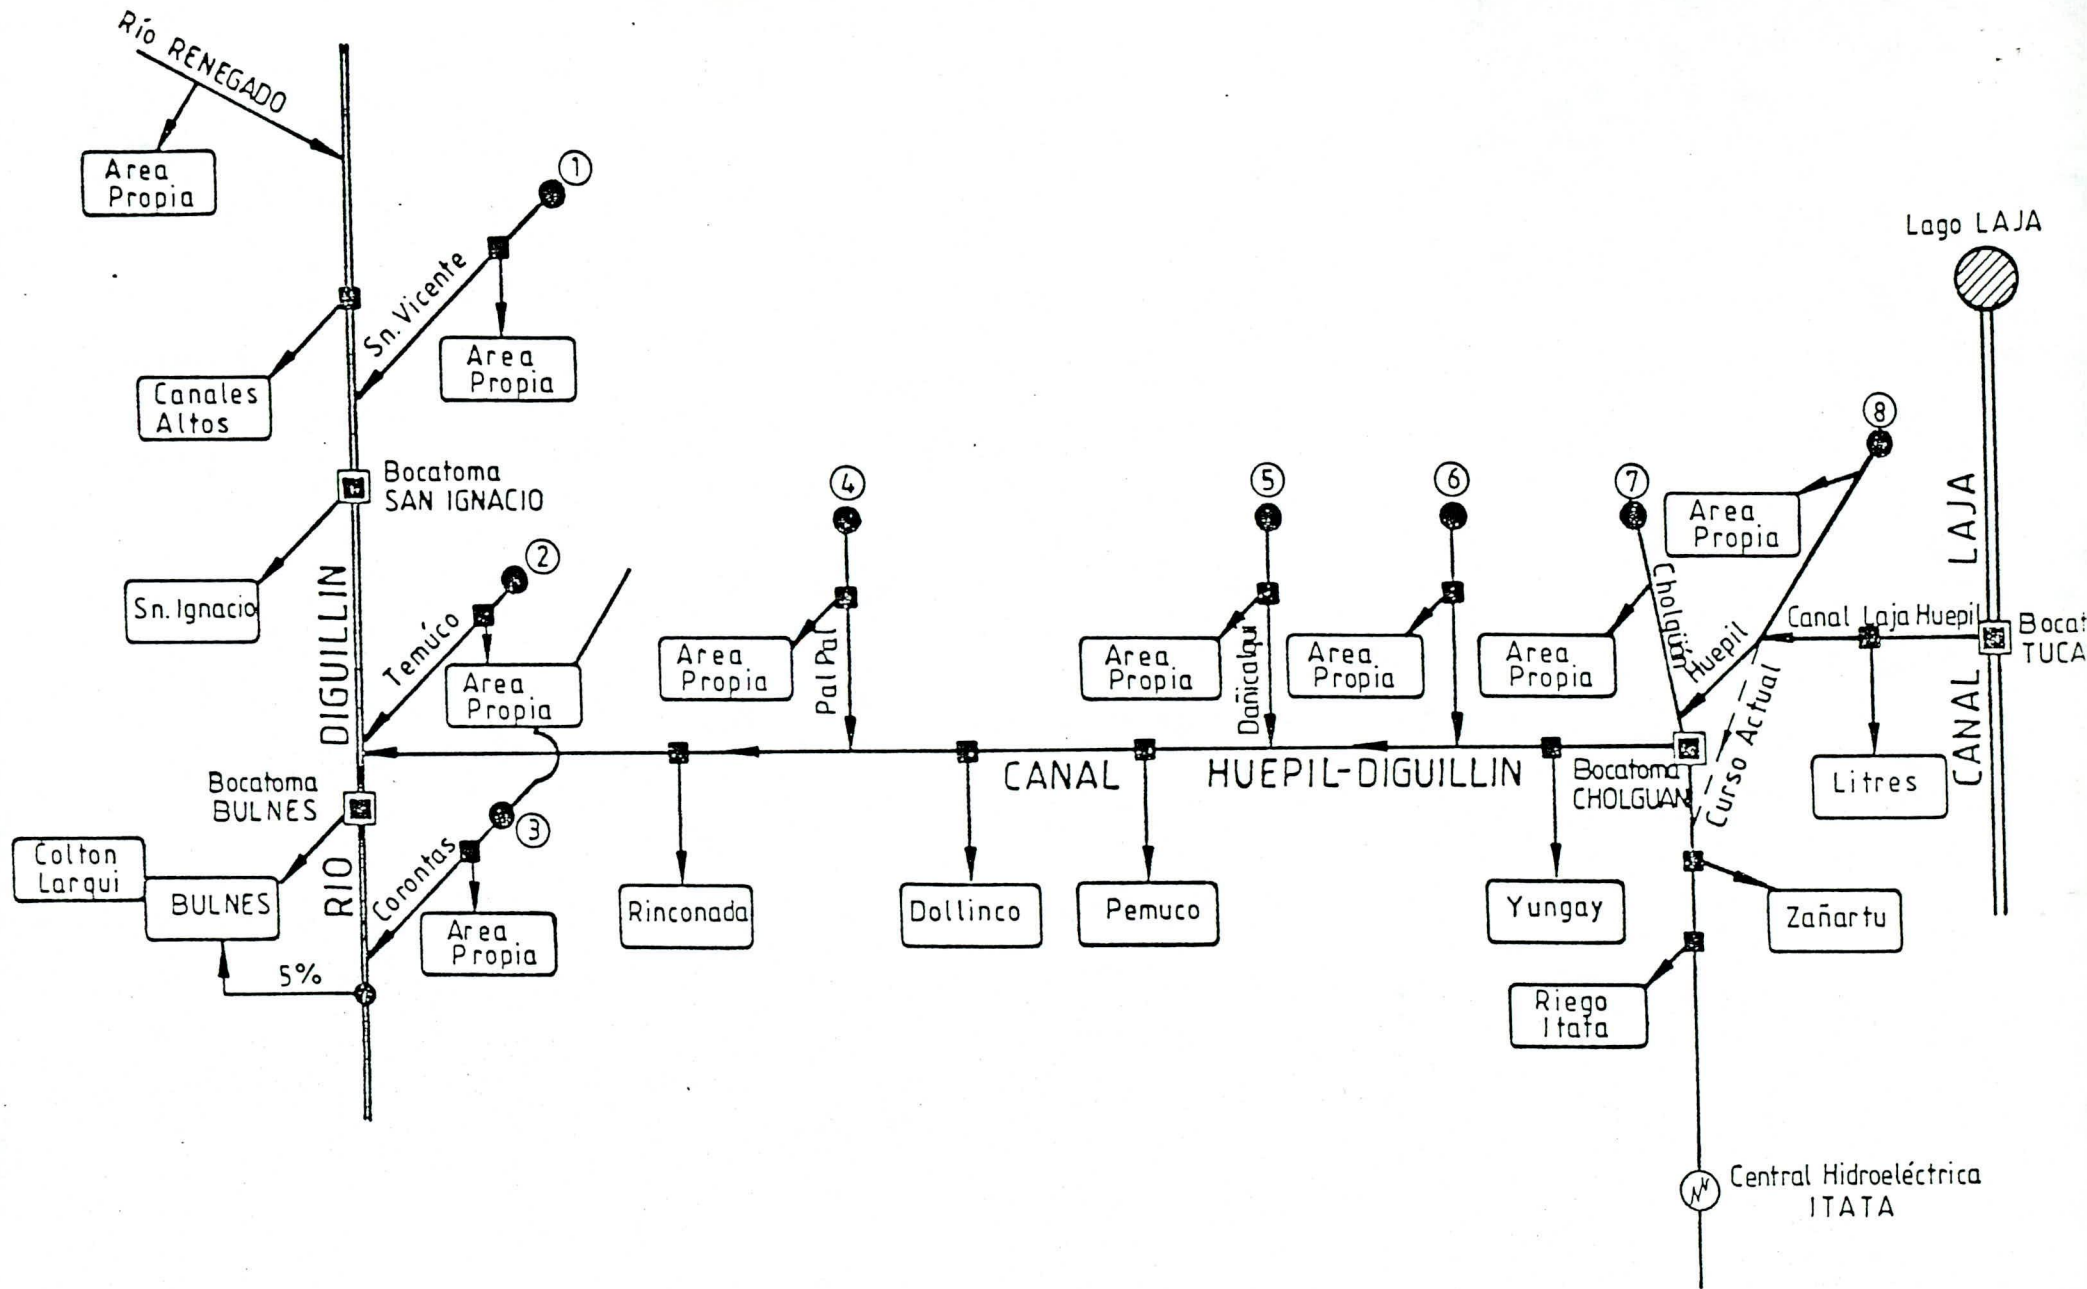 Río RENEGADO
Area
Propia
1
Lago LAJA
Sn. Vicente
Area
Propia
Canales
Altos
Bocatoma
SAN IGNACIO
4
5
6
7
8
Area
Propia
CANAL LAJA
2
Sn. Ignacio
RIO DIGUILLIN
Temúco
Area
Propia
Area
Propia
Pal Pal
Area
Propia
Dañicalqui
Area
Propia
Area
Propia
Cholgüán
Huepil
Canal Laja Huepil
Bocat
TUCA
Curso Actual
Litres
Bocatoma
BULNES
CANAL HUEPIL-DIGUILLIN
Bocatoma
CHOLGUAN
3
Colton
Larqui
BULNES
Corontas
Area
Propia
Rinconada
Dollinco
Pemuco
Yungay
Zañartu
5%
Riego
Itata
Central Hidroeléctrica
ITATA